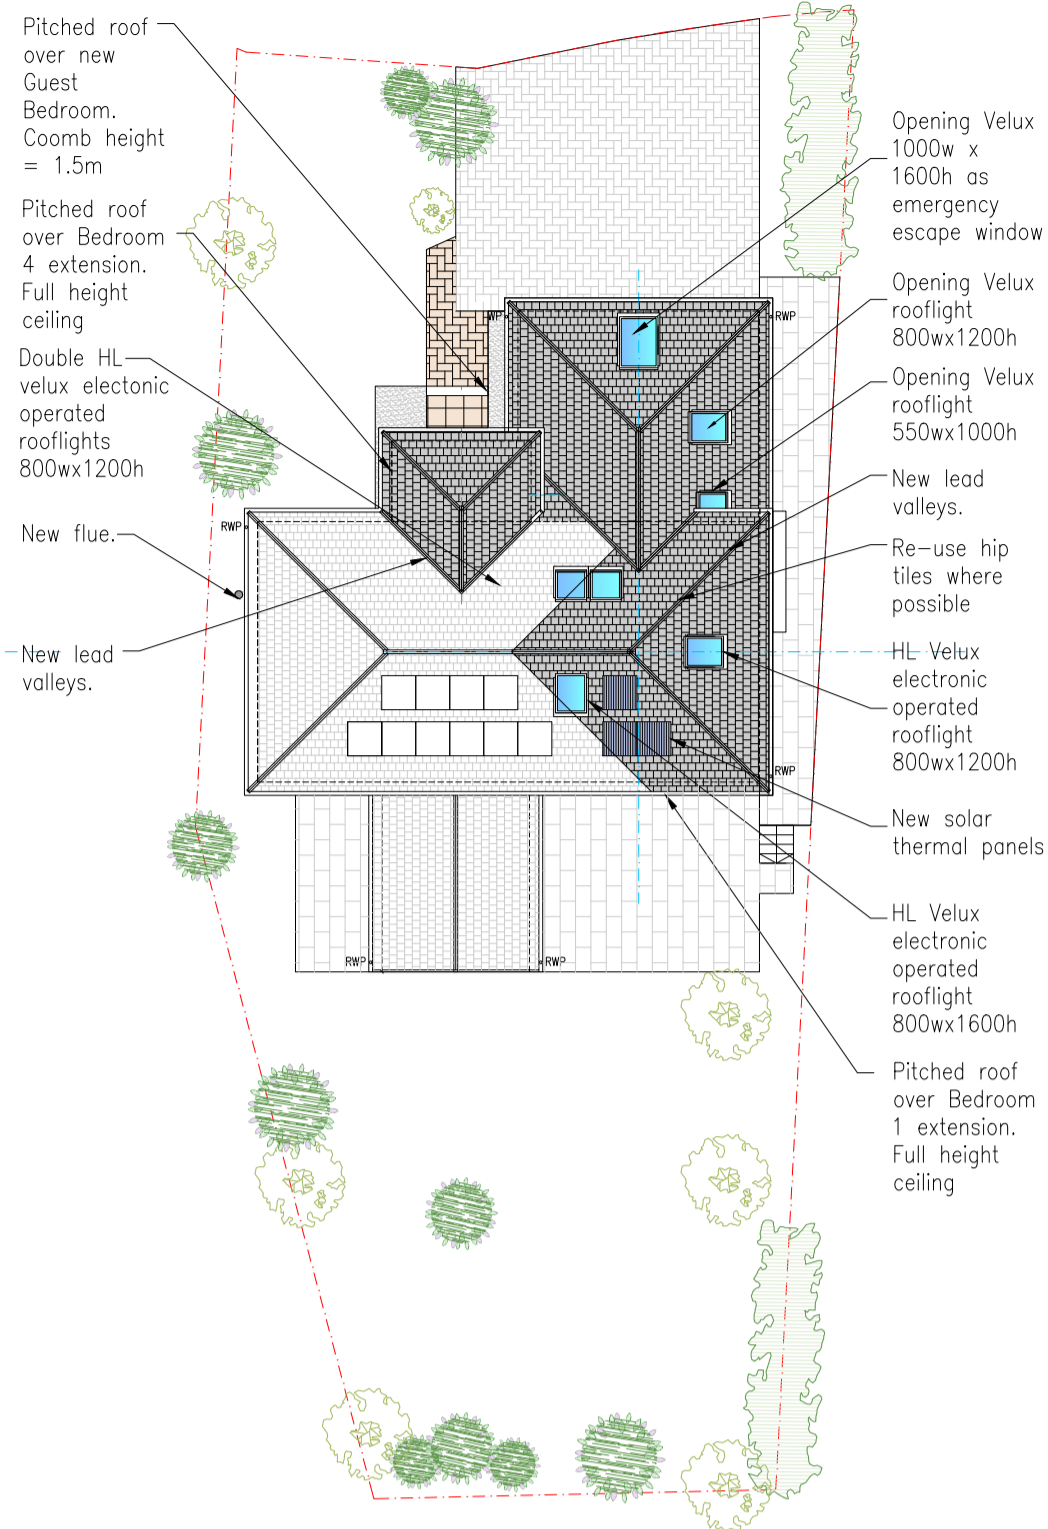 Pitched roof
over new
Guest
Bedroom.
Coomb height
= 1.5m
Pitched roof
over Bedroom
4 extension.
Full height
ceiling
Double HL
velux electonic
operated
rooflights
800wx1200h
New flue.
New lead
valleys.
Opening Velux
1000w x
1600h as
emergency
escape window
Opening Velux
rooflight
800wx1200h
Opening Velux
rooflight
550wx1000h
New lead
valleys.
Re-use hip
tiles where
possible
HL Velux
electronic
operated
rooflight
800wx1200h
New solar
thermal panels
HL Velux
electronic
operated
rooflight
800wx1600h
Pitched roof
over Bedroom
1 extension.
Full height
ceiling
WP
RWP
RWP
RWP
RWP
RWP